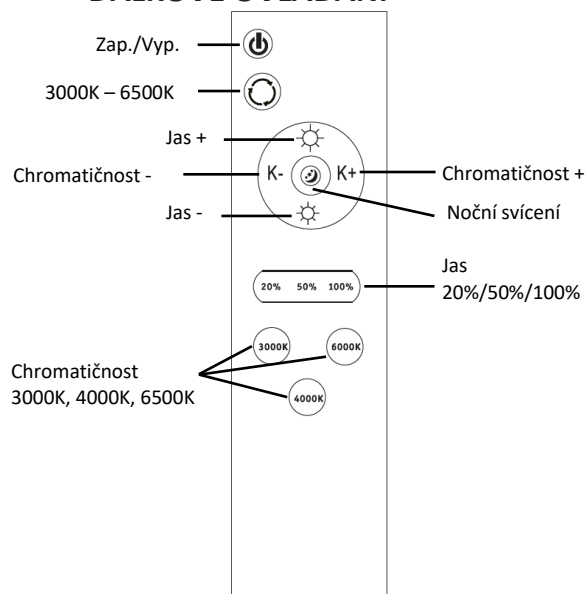 Zap./Vyp.
3000K – 6500K
Jas +
K- K+
Chromatičnost -
Chromatičnost +
Jas -
Noční svícení
Jas
20%/50%/100%
20% 50% 100%
3000K 6000K
Chromatičnost
3000K, 4000K, 6500K
4000K